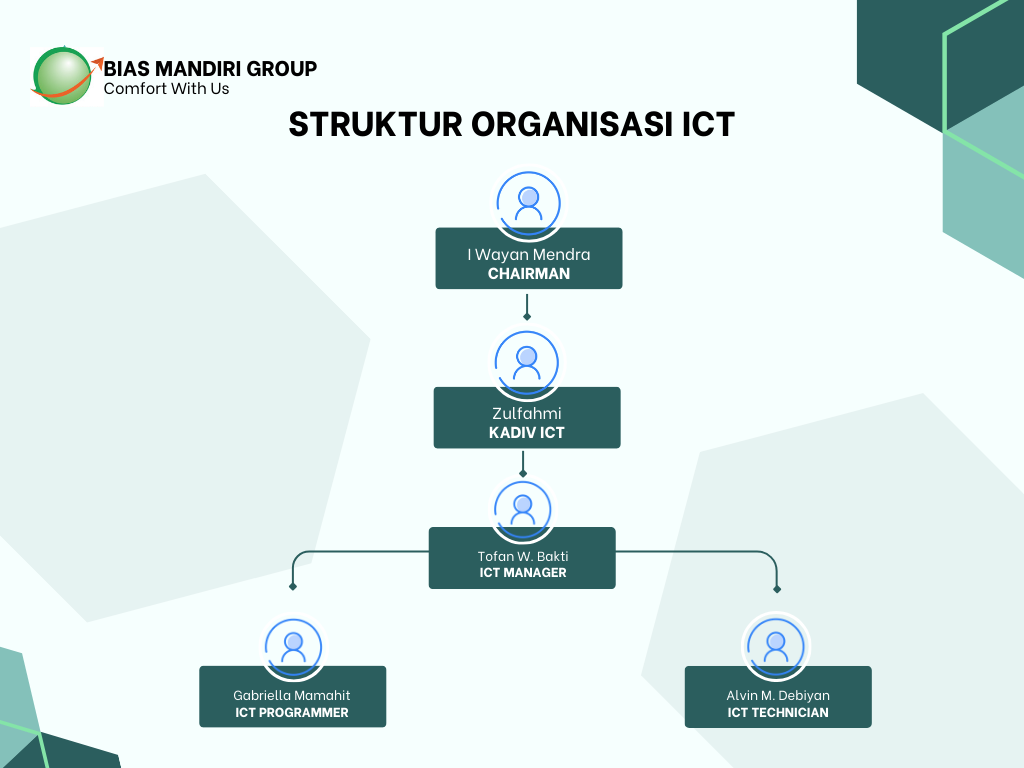 BIAS MANDIRI GROUP
Comfort With Us
STRUKTUR ORGANISASI ICT
I Wayan Mendra
CHAIRMAN
Zulfahmi
KADIV ICT
Tofan W. Bakti
ICT MANAGER
Gabriella Mamahit
ICT PROGRAMMER
Alvin M. Debiyan
ICT TECHNICIAN